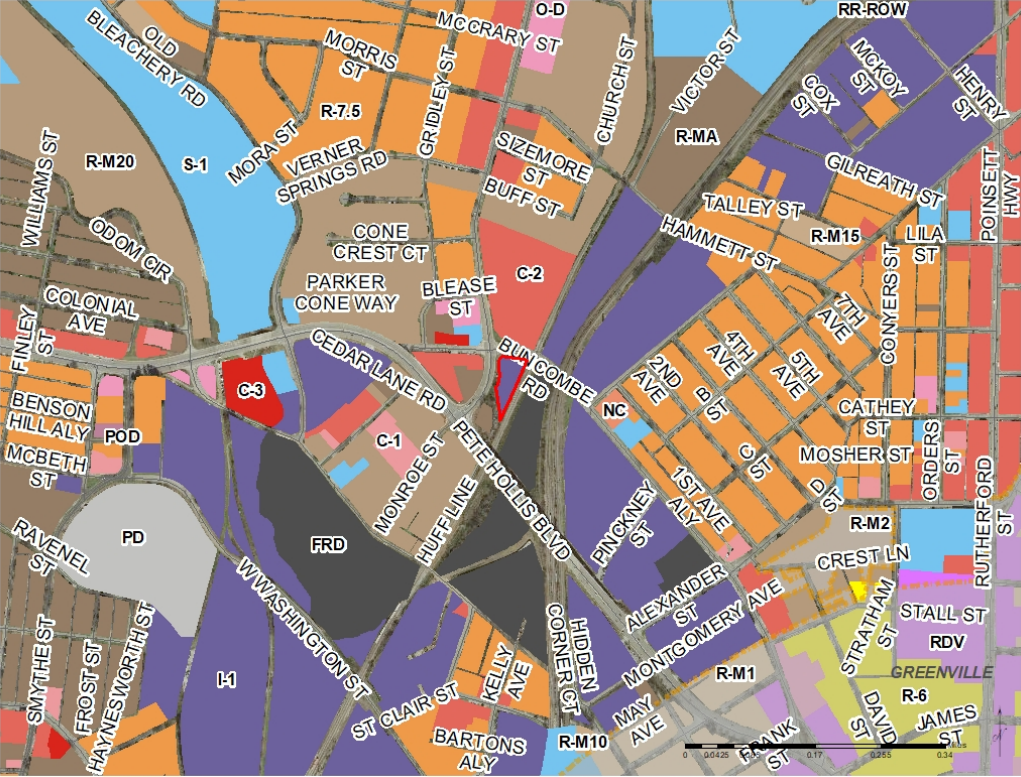 O-D
RR-ROW
MCCRARY ST
OLD
BLEACHERY RD
MORRIS
ST
GRIDLEY ST
CHURCH ST
VICTOR ST
MCKOY
ST
COX
ST
HENRY
ST
R-7.5
R-MA
R-M20
S-1
MORA ST
VERNER
SPRINGS RD
SIZEMORE
ST
BUFF ST
GILREATH ST
POINSETT
HWY
WILLIAMS ST
ODOM CIR
CONE
CREST CT
TALLEY ST
HAMMETT ST
R-M15
LILA
ST
CONYERS ST
PARKER
CONE WAY
BLEASE
ST
C-2
COLONIAL
AVE
FINLEY
ST
7TH
AVE
4TH
AVE
5TH
AVE
2ND
AVE
B
ST
CEDAR LANE RD
BUNCOMBE
RD
C-3
BENSON
HILL ALY
POD
MCBETH
ST
C-1
NC
CATHEY
ST
MOSHER ST
ORDERS
ST
C
ST
D
ST
1ST AVE
ALY
MONROE ST
PETE HOLLIS BLVD
HUFF LINE
PINCKNEY
ST
RUTHERFORD
ST
PD
FRD
R-M2
RAVENEL
ST
W WASHINGTON ST
CREST LN
ALEXANDER
ST
MONTGOMERY AVE
STRATHAM
ST
STALL ST
RDV
GREENVILLE
SMYTHE ST
FROST ST
HAYNESWORTH ST
I-1
KELLY
AVE
ST CLAIR ST
HIDDEN
CORNER CT
R-M1
R-6
MAY
AVE
DAVID
ST
JAMES
ST
BARTONS
ALY
R-M10
FRANK
ST
0 0.0425 0.17 0.255 0.34